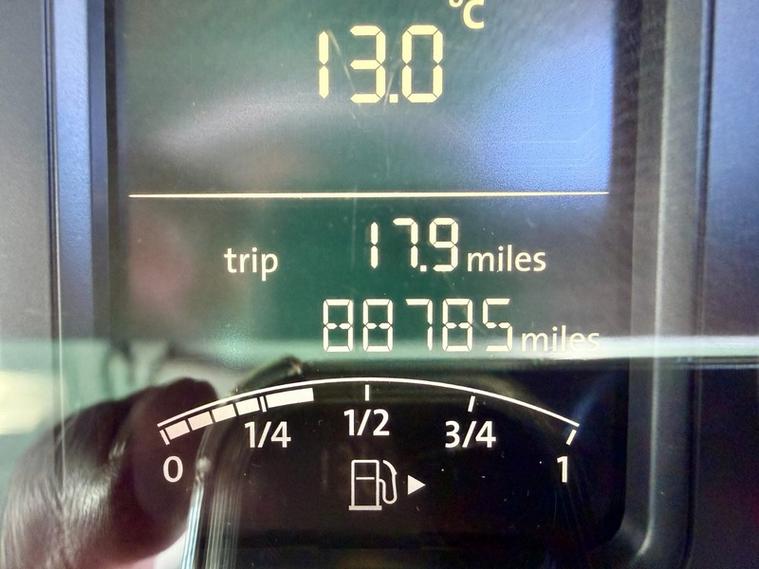 °C
13.0
trip 17.9 miles
88785 miles
0 1/4 1/2 3/4 1